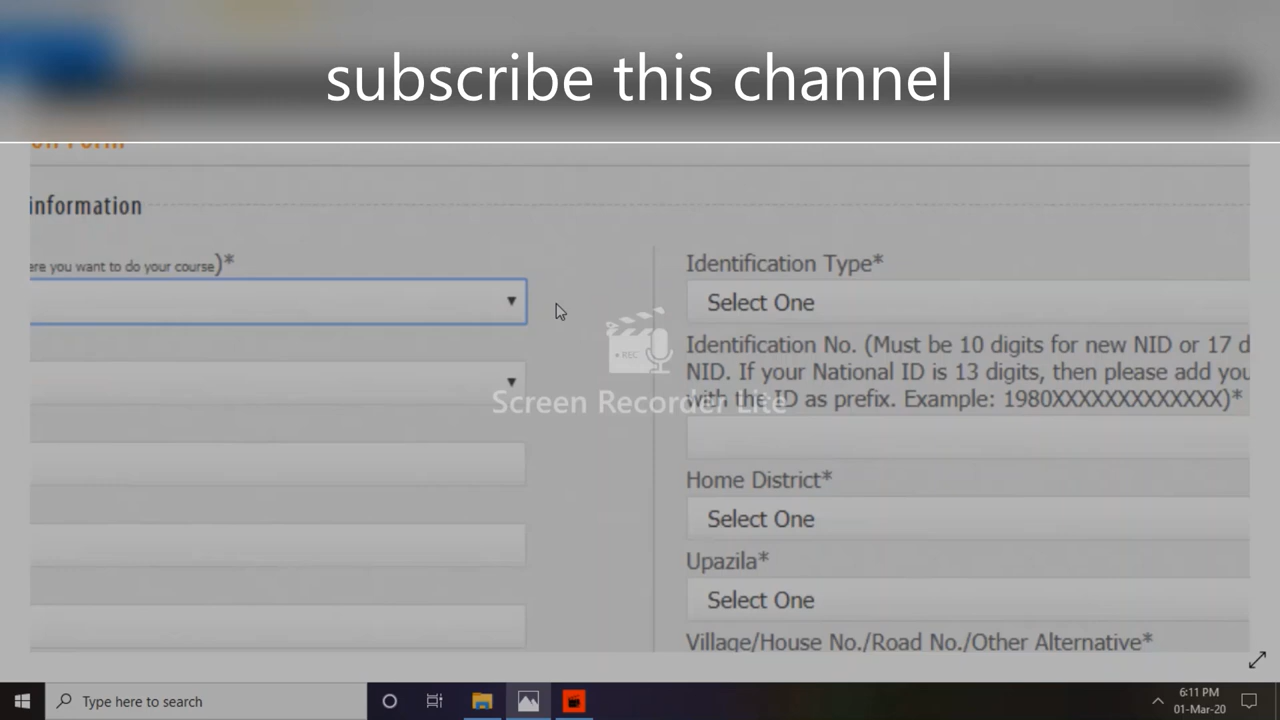 subscribe this channel
information
ere you want to do your course)*
Identification Type*
Select One
Identification No. (Must be 10 digits for new NID or 17 d
NID. If your National ID is 13 digits, then please add you
with the ID as prefix. Example: 1980XXXXXXXXXXXXX)*
• REC
Screen Recorder Lite
Home District*
Select One
Upazila*
Select One
Village/House No./Road No./Other Alternative*
Type here to search
6:11 PM
01-Mar-20